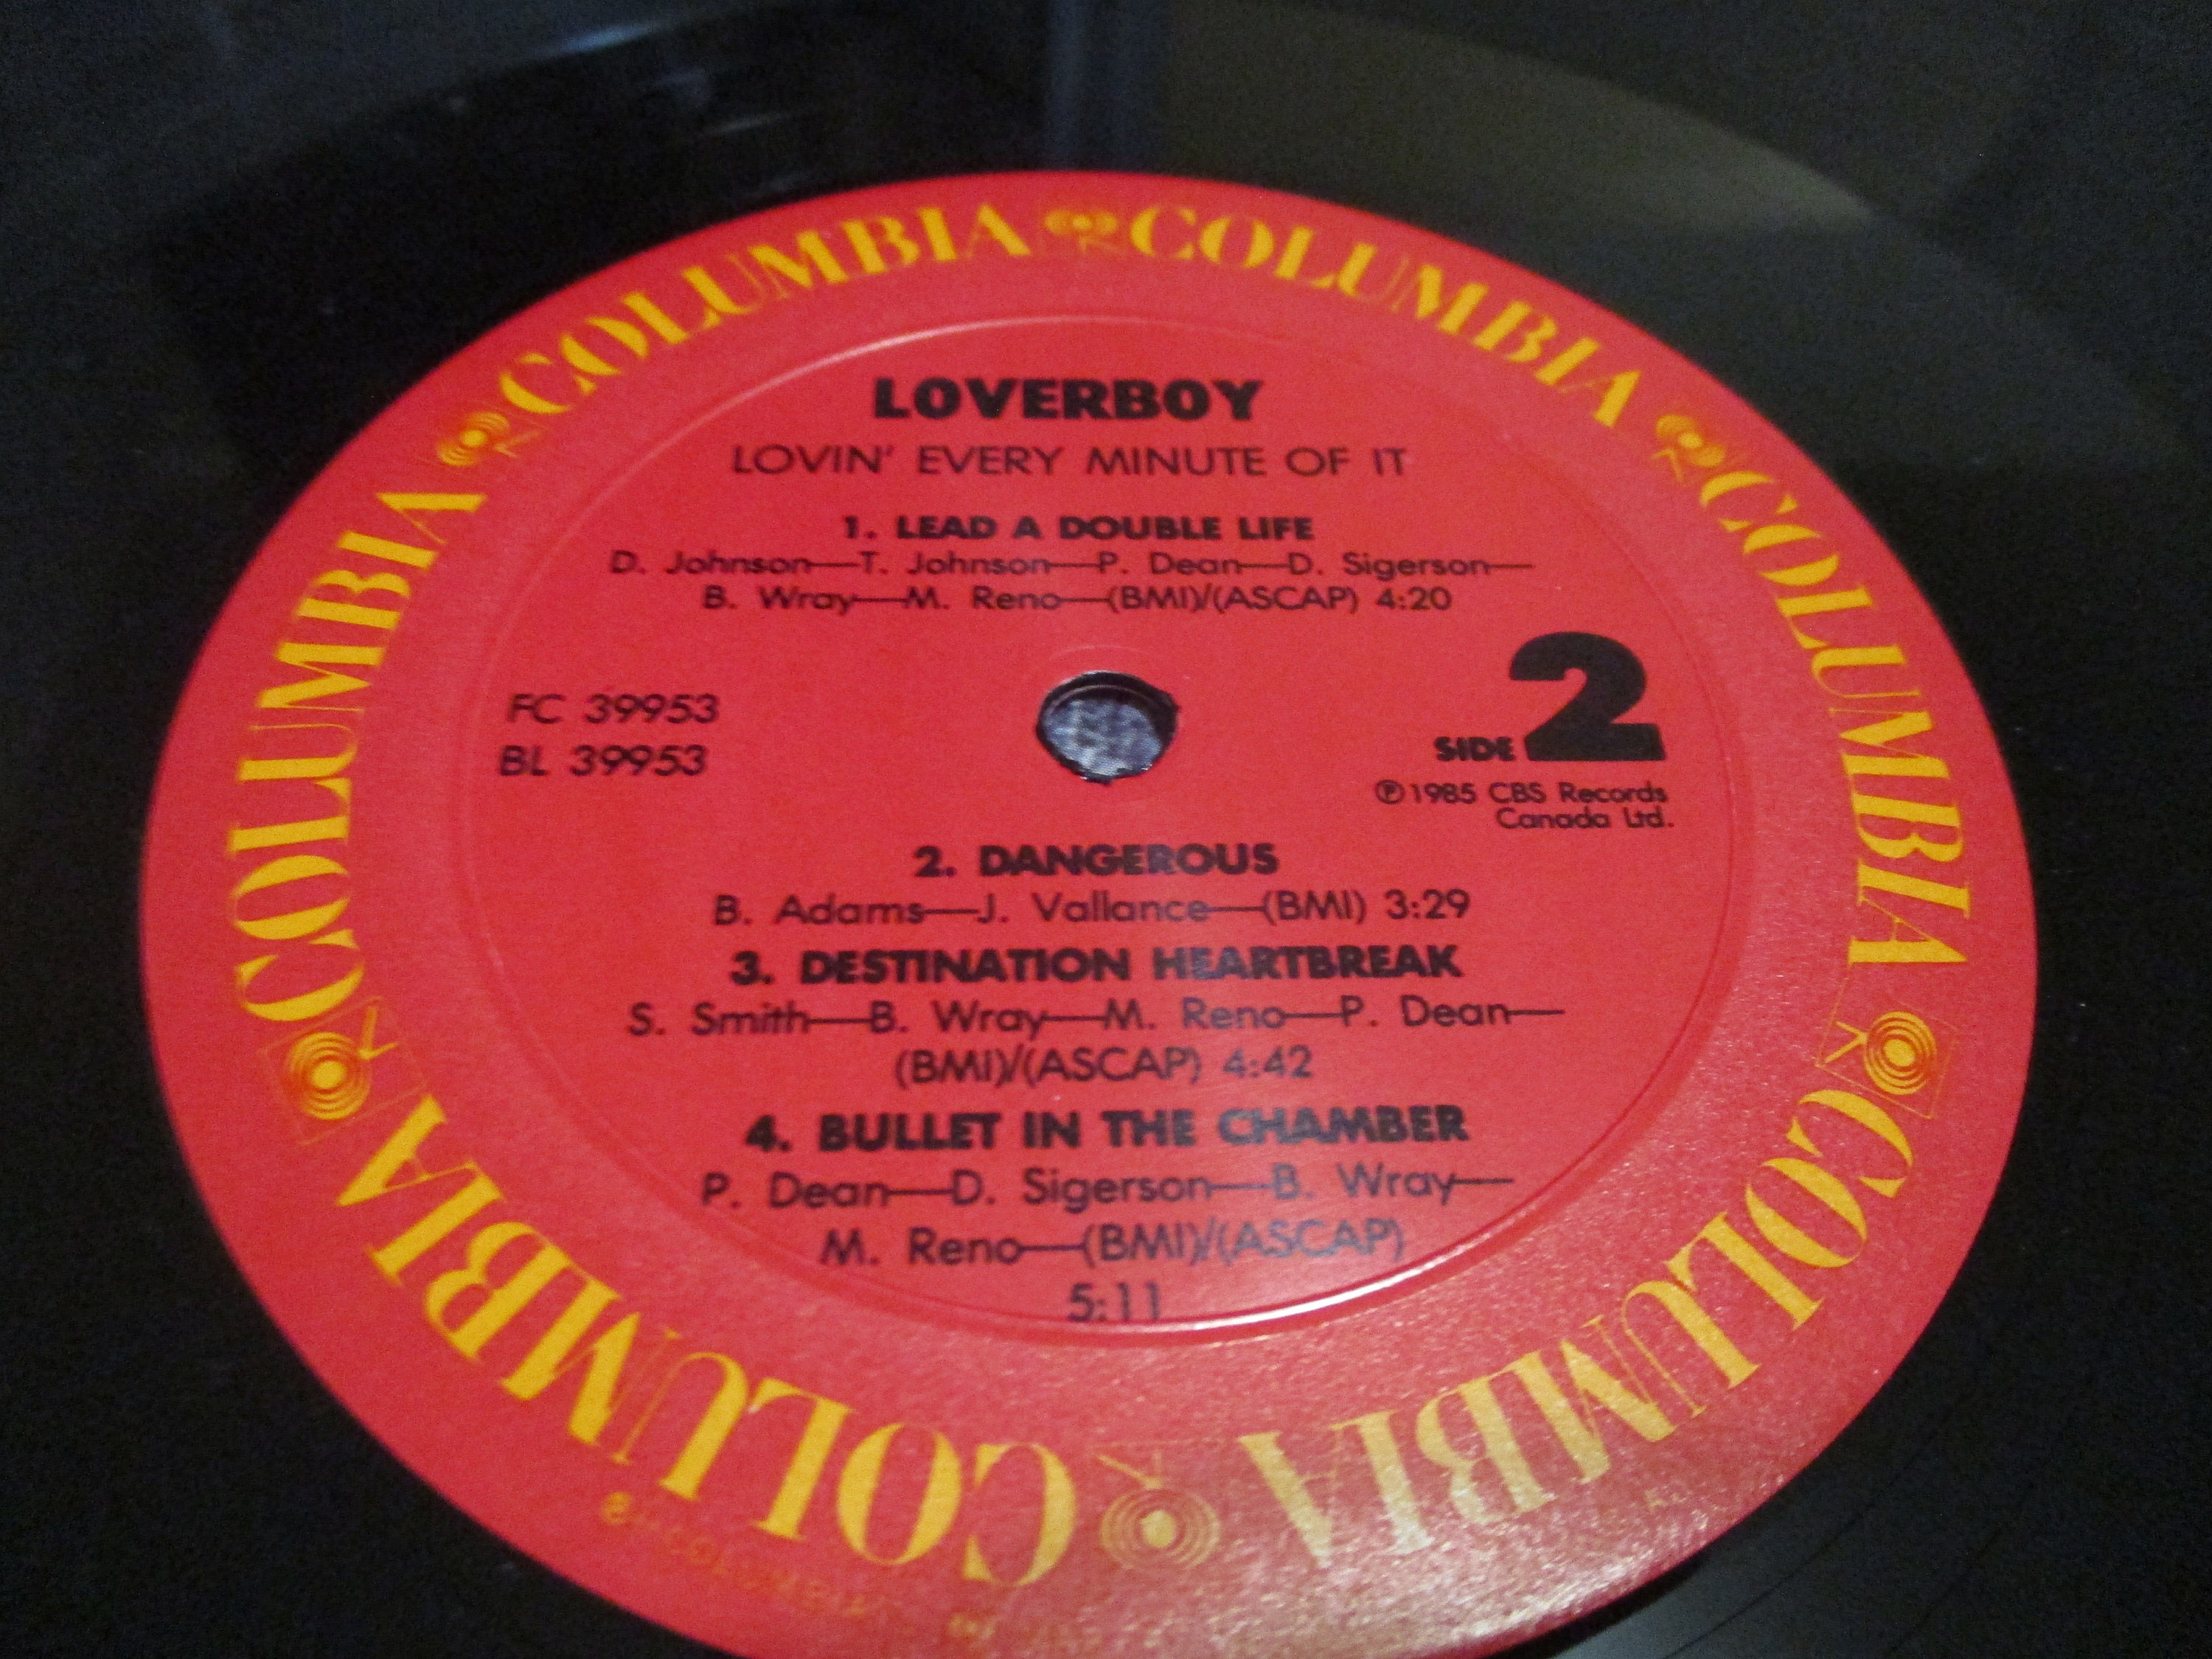 COLUMBIA COLUMBIA COLUMBIA COLUMBIA COLUMBIA COLUMBIA
LOVERBOY
LOVIN' EVERY MINUTE OF IT
1. LEAD A DOUBLE LIFE
D. Johnson—T. Johnson—P. Dean—D. Sigerson—
B. Wray—M. Reno—(BMI)/(ASCAP) 4:20
FC 39953
BL 39953
SIDE 2
℗1985 CBS Records
Canada Ltd.
2. DANGEROUS
B. Adams—J. Vallance—(BMI) 3:29
3. DESTINATION HEARTBREAK
S. Smith—B. Wray—M. Reno—P. Dean—
(BMI)/(ASCAP) 4:42
4. BULLET IN THE CHAMBER
P. Dean—D. Sigerson—B. Wray—
M. Reno—(BMI)/(ASCAP)
5:11